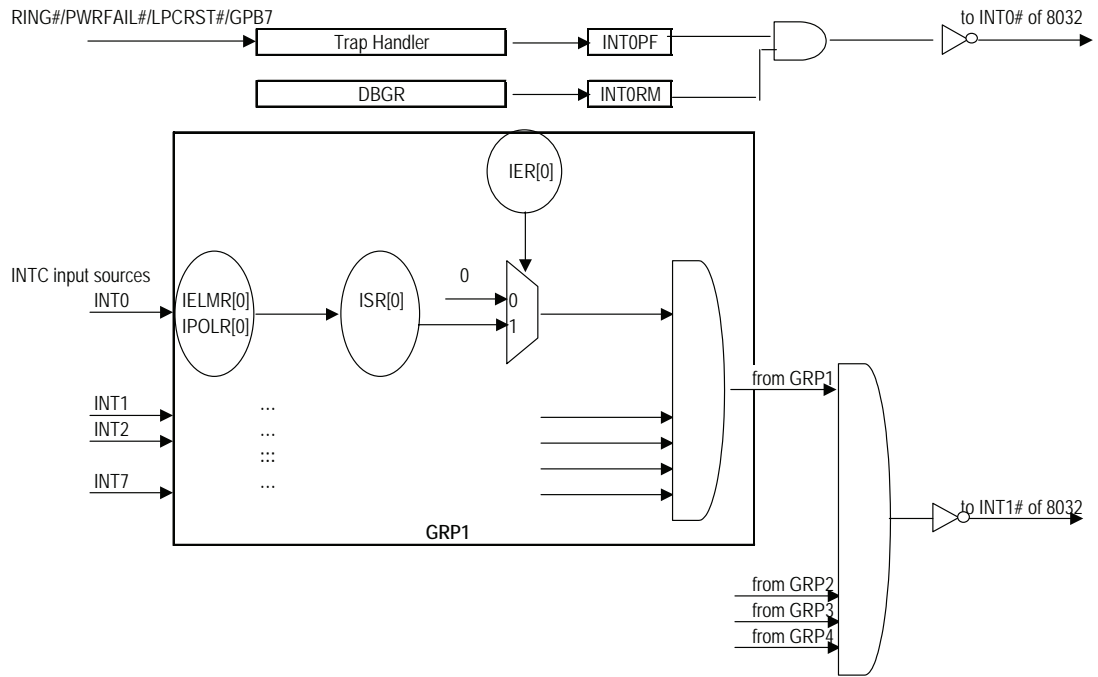 RING#/PWRFAIL#/LPCRST#/GPB7
to INT0# of 8032
Trap Handler
INT0PF
DBGR
INT0RM
IER[0]
INTC input sources
0
INT0
IELMR[0]
IPOLR[0]
ISR[0]
0
1
from GRP1
INT1
...
INT2
...
:::
INT7
...
to INT1# of 8032
GRP1
from GRP2
from GRP3
from GRP4